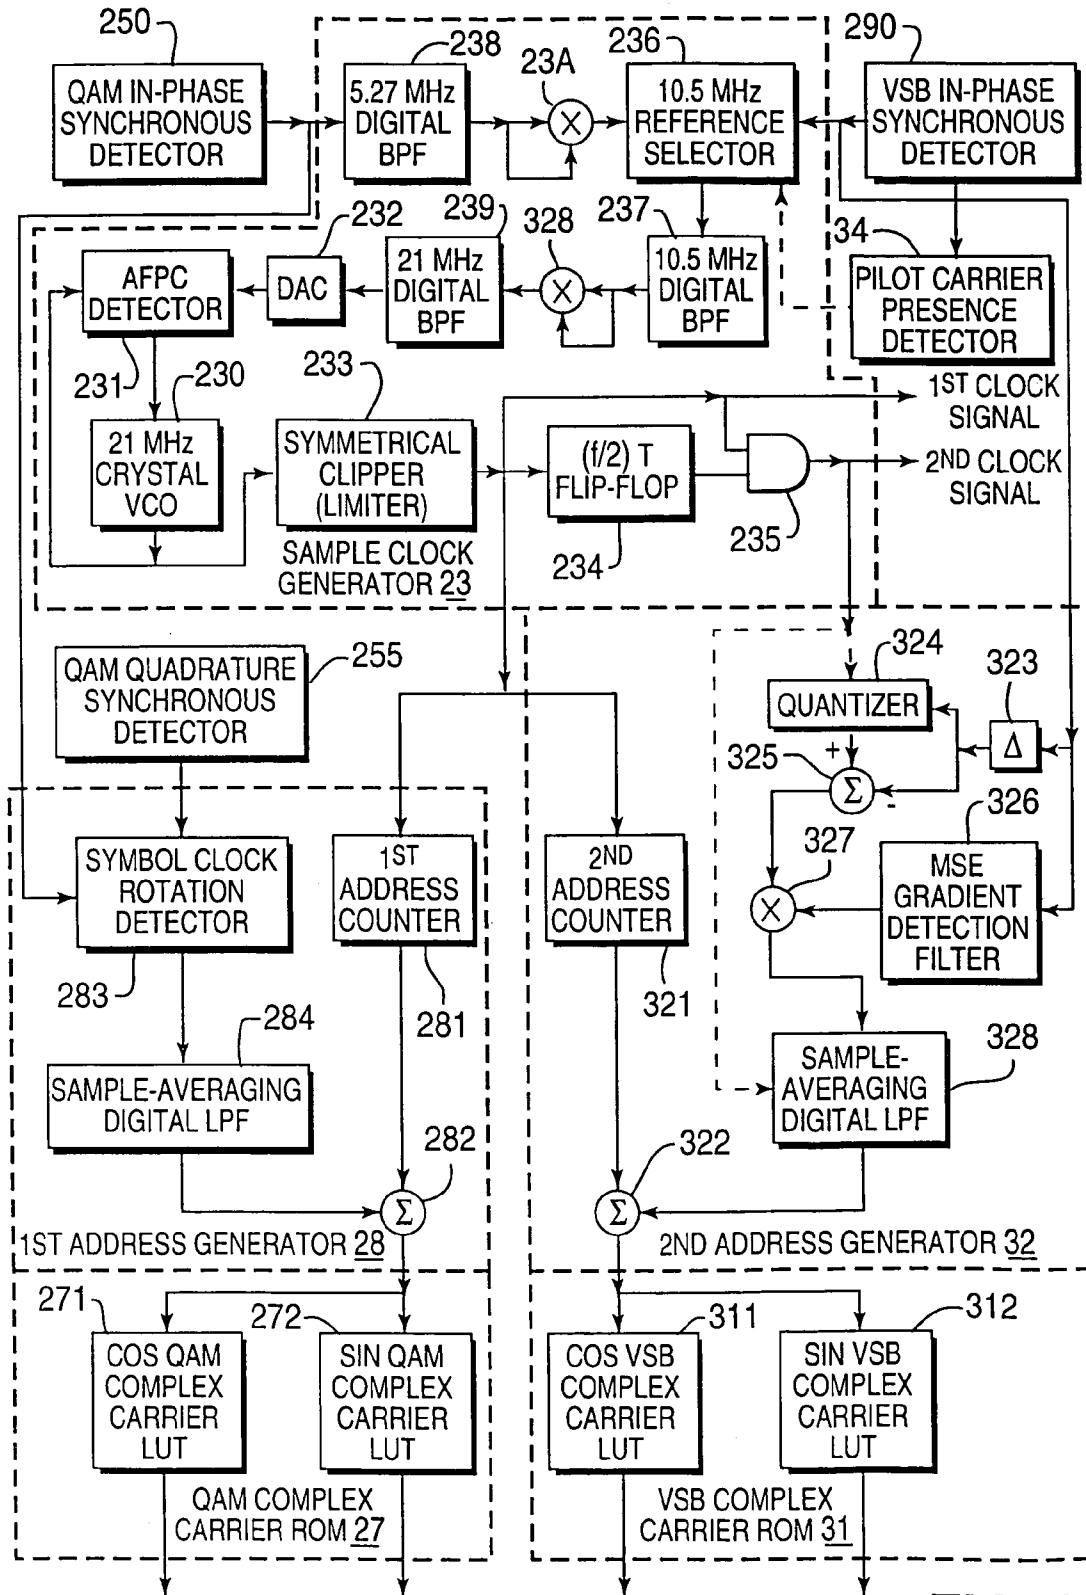 250
238
236
23A
290
QAM IN-PHASE
SYNCHRONOUS
DETECTOR
5.27 MHz
DIGITAL
BPF
X
10.5 MHz
REFERENCE
SELECTOR
VSB IN-PHASE
SYNCHRONOUS
DETECTOR
232
239
328
237
34
AFPC
DETECTOR
DAC
21 MHz
DIGITAL
BPF
X
10.5 MHz
DIGITAL
BPF
PILOT CARRIER
PRESENCE
DETECTOR
231
230
233
1ST CLOCK
SIGNAL
21 MHz
CRYSTAL
VCO
SYMMETRICAL
CLIPPER
(LIMITER)
(f/2) T
FLIP-FLOP
2ND CLOCK
SIGNAL
235
234
SAMPLE CLOCK
GENERATOR 23
255
324
323
QAM QUADRATURE
SYNCHRONOUS
DETECTOR
QUANTIZER
Δ
+
325
Σ
-
326
327
SYMBOL CLOCK
ROTATION
DETECTOR
1ST
ADDRESS
COUNTER
2ND
ADDRESS
COUNTER
X
MSE
GRADIENT
DETECTION
FILTER
283
281
321
284
328
SAMPLE-AVERAGING
DIGITAL LPF
SAMPLE-
AVERAGING
DIGITAL LPF
282
322
Σ
Σ
1ST ADDRESS GENERATOR 28
2ND ADDRESS GENERATOR 32
271
272
311
312
COS QAM
COMPLEX
CARRIER
LUT
SIN QAM
COMPLEX
CARRIER
LUT
COS VSB
COMPLEX
CARRIER
LUT
SIN VSB
COMPLEX
CARRIER
LUT
QAM COMPLEX
CARRIER ROM 27
VSB COMPLEX
CARRIER ROM 31